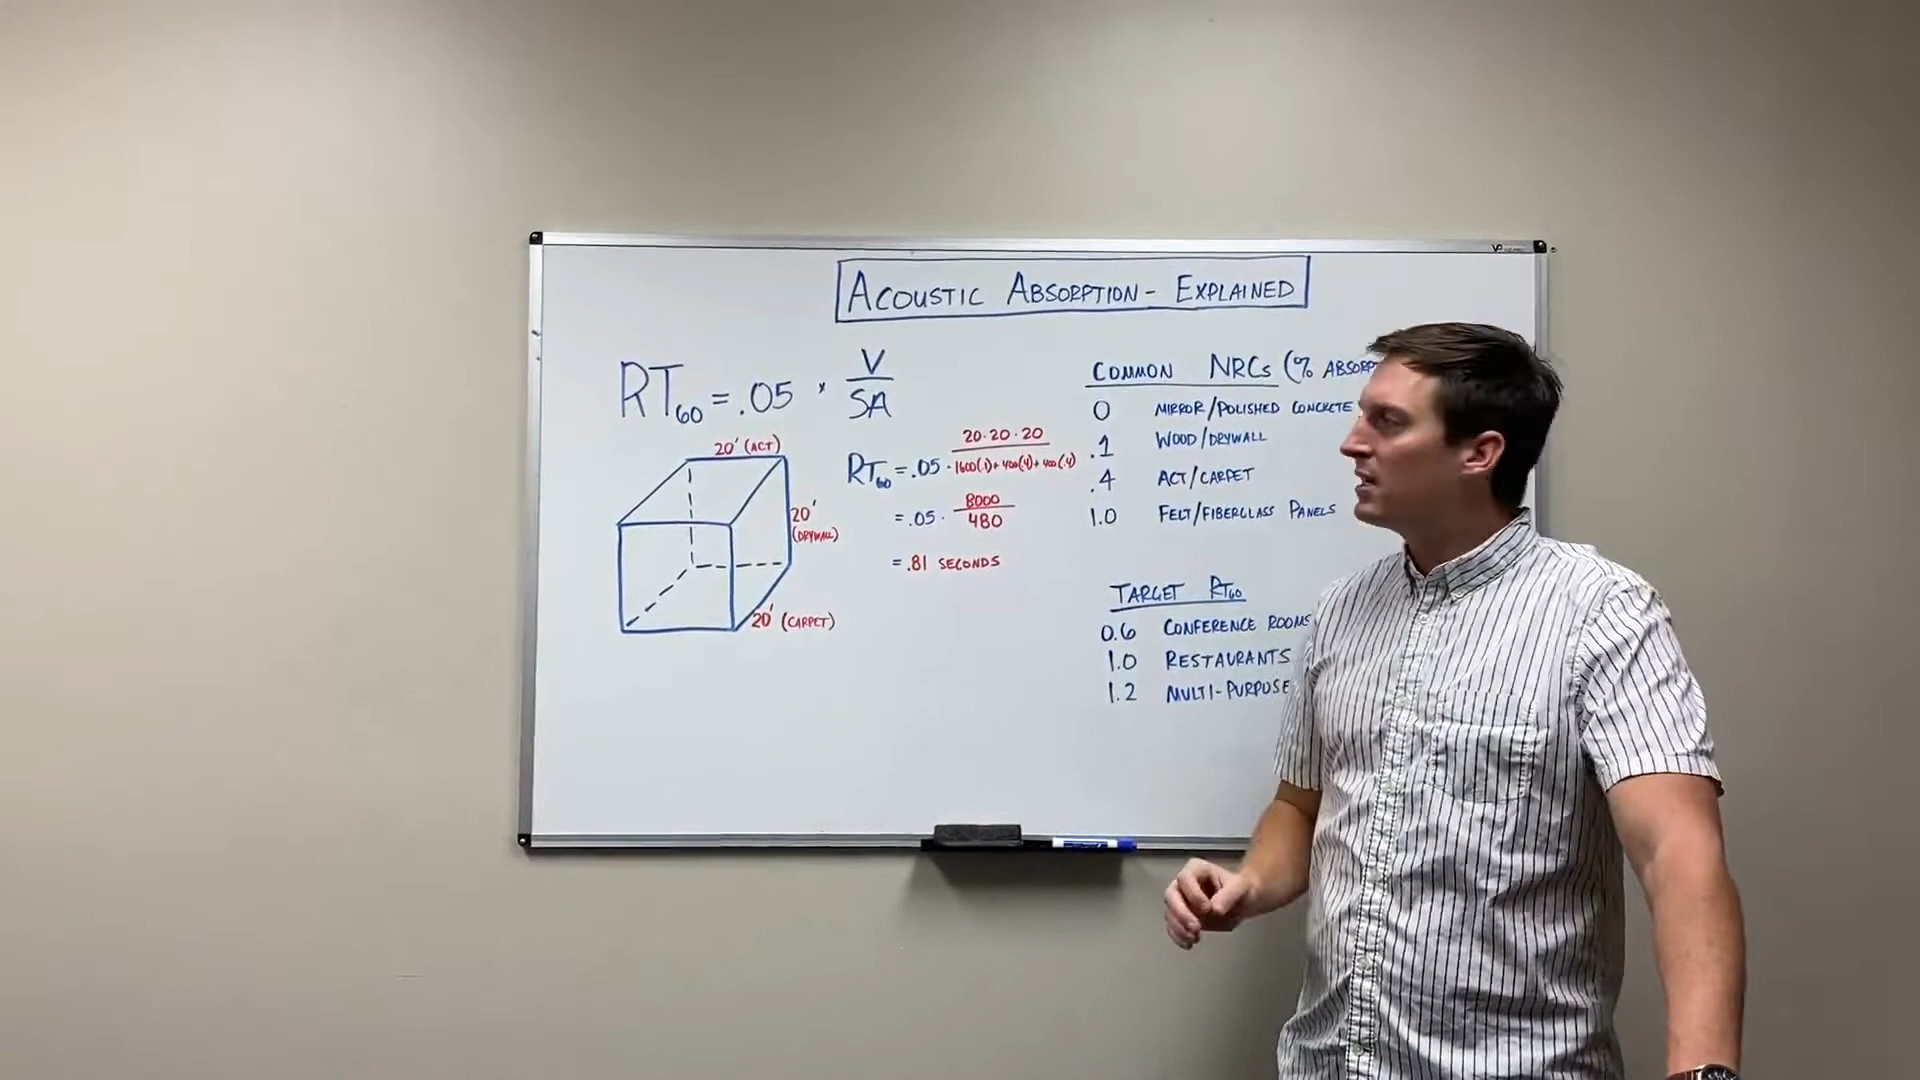 ACOUSTIC ABSORPTION - EXPLAINED
RT60 = .05 · V/SA
20' (ACT)
20'
(DRYWALL)
20' (CARPET)
RT60 = .05 · 20·20·20 / 1600(.1)+400(.4)+400(.4)
= .05 · 8000/480
= .81 SECONDS
COMMON NRCs (% ABSORP
0 MIRROR/POLISHED CONCRETE
.1 WOOD/DRYWALL
.4 ACT/CARPET
1.0 FELT/FIBERGLASS PANELS
TARGET RT60
0.6 CONFERENCE ROOMS
1.0 RESTAURANTS
1.2 MULTI-PURPOSE